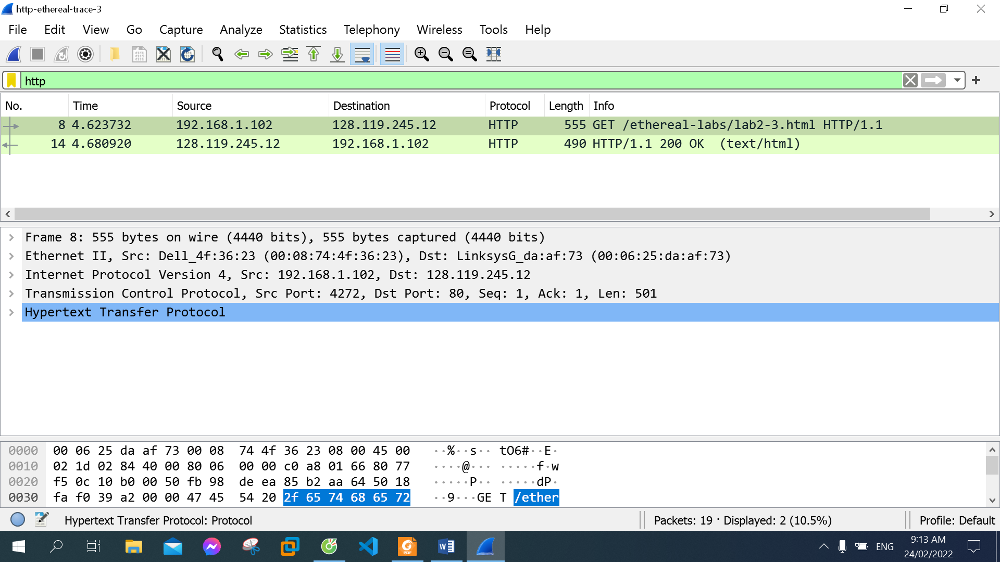 http-ethereal-trace-3
File Edit View Go Capture Analyze Statistics Telephony Wireless Tools Help
http
No. Time Source Destination Protocol Length Info
8 4.623732 192.168.1.102 128.119.245.12 HTTP 555 GET /ethereal-labs/lab2-3.html HTTP/1.1
14 4.680920 128.119.245.12 192.168.1.102 HTTP 490 HTTP/1.1 200 OK (text/html)
Frame 8: 555 bytes on wire (4440 bits), 555 bytes captured (4440 bits)
Ethernet II, Src: Dell_4f:36:23 (00:08:74:4f:36:23), Dst: LinksysG_da:af:73 (00:06:25:da:af:73)
Internet Protocol Version 4, Src: 192.168.1.102, Dst: 128.119.245.12
Transmission Control Protocol, Src Port: 4272, Dst Port: 80, Seq: 1, Ack: 1, Len: 501
Hypertext Transfer Protocol
0000 00 06 25 da af 73 00 08 74 4f 36 23 08 00 45 00 ··%··s·· tO6#··E·
0010 02 1d 02 84 40 00 80 06 00 00 c0 a8 01 66 80 77 ····@··· ·····f·w
0020 f5 0c 10 b0 00 50 fb 98 de ea 85 b2 aa 64 50 18 ·····P·· ·····dP·
0030 fa f0 39 a2 00 00 47 45 54 20 2f 65 74 68 65 72 ··9···GE T /ether
Hypertext Transfer Protocol: Protocol
Packets: 19 · Displayed: 2 (10.5%)
Profile: Default
PDF
ENG
9:13 AM
24/02/2022